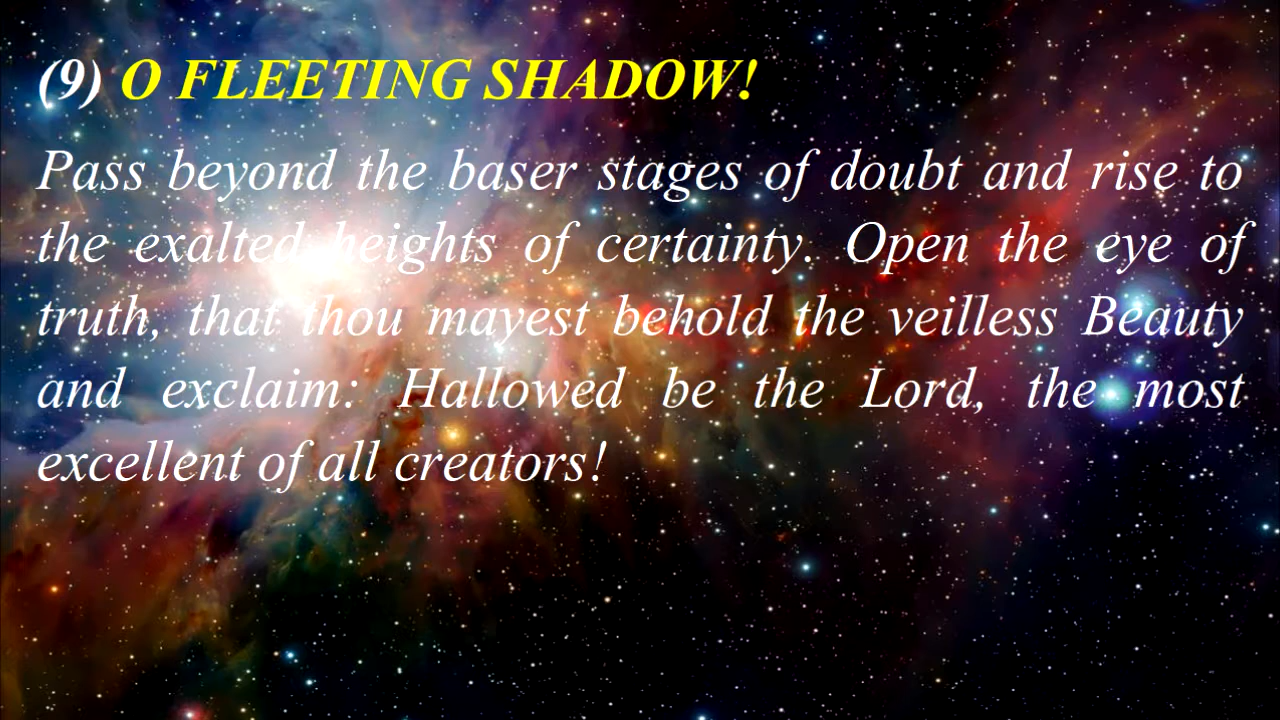 (9) O FLEETING SHADOW!
Pass beyond the baser stages of doubt and rise to
the exalted heights of certainty. Open the eye of
truth, that thou mayest behold the veilless Beauty
and exclaim: Hallowed be the Lord, the most
excellent of all creators!